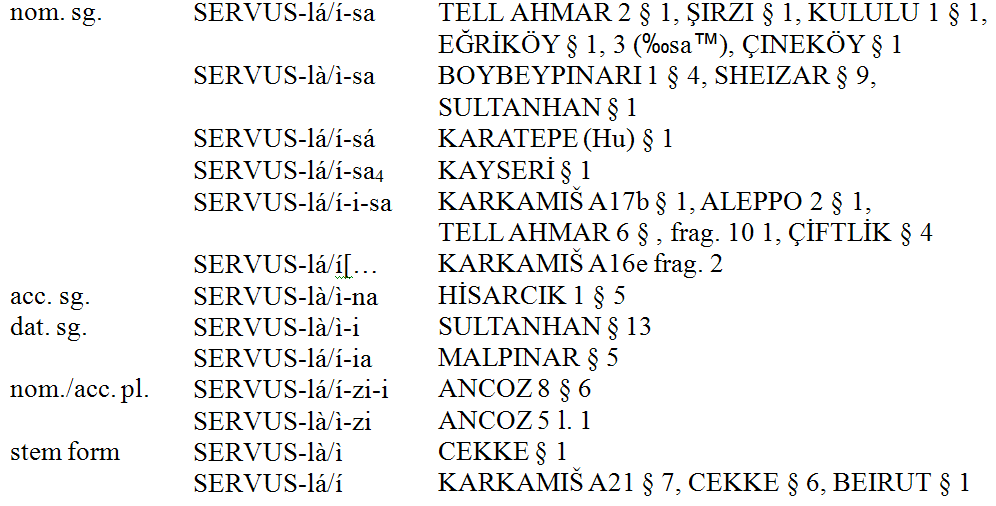 nom. sg. SERVUS-lá/í-sa TELL AHMAR 2 § 1, ŞIRZI § 1, KULULU 1 § 1,
EĞRİKÖY § 1, 3 (‰sa™), ÇINEKÖY § 1
SERVUS-là/ì-sa BOYBEYPINARI 1 § 4, SHEIZAR § 9,
SULTANHAN § 1
SERVUS-lá/í-sá KARATEPE (Hu) § 1
SERVUS-lá/í-sa₄ KAYSERİ § 1
SERVUS-lá/í-i-sa KARKAMIŠ A17b § 1, ALEPPO 2 § 1,
TELL AHMAR 6 § , frag. 10 1, ÇİFTLİK § 4
SERVUS-lá/í[… KARKAMIŠ A16e frag. 2
acc. sg. SERVUS-là/ì-na HİSARCIK 1 § 5
dat. sg. SERVUS-là/ì-i SULTANHAN § 13
SERVUS-lá/í-ia MALPINAR § 5
nom./acc. pl. SERVUS-lá/í-zi-i ANCOZ 8 § 6
SERVUS-là/ì-zi ANCOZ 5 l. 1
stem form SERVUS-là/ì CEKKE § 1
SERVUS-lá/í KARKAMIŠ A21 § 7, CEKKE § 6, BEIRUT § 1